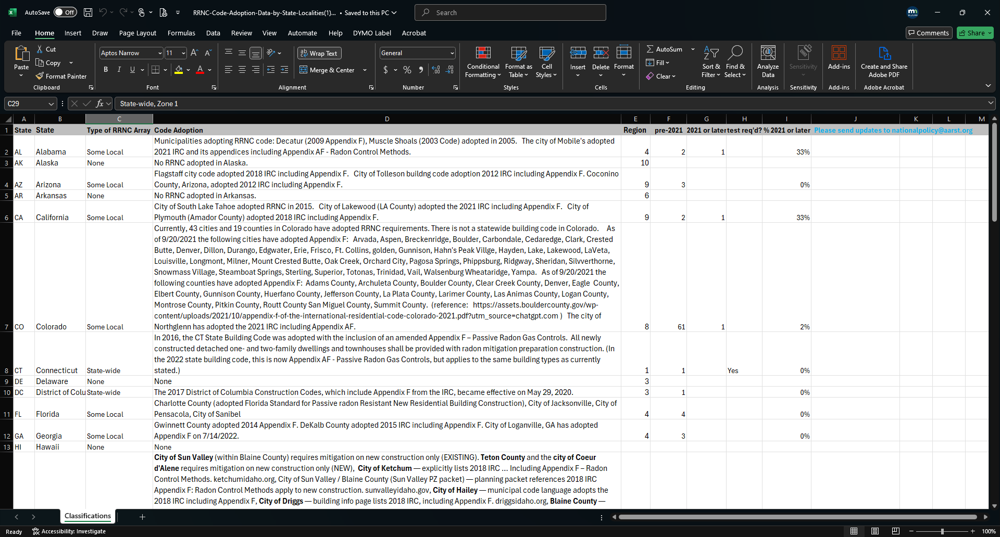 AutoSave Off RRNC-Code-Adoption-Data-by-State-Localities(1)... • Saved to this PC Search
File Home Insert Draw Page Layout Formulas Data Review View Automate Help DYMO Label Acrobat Comments Share
Paste Cut Copy Format Painter Clipboard
Aptos Narrow 11 B I U Font
Wrap Text Merge & Center Alignment
General $ % Number
Conditional Formatting Format as Table Cell Styles Styles
Insert Delete Format Cells
AutoSum Fill Clear Sort & Filter Find & Select Editing
Analyze Data Analysis
Sensitivity Sensitivity
Add-ins Add-ins
Create and Share Adobe PDF Adobe Acrobat
C29 fx State-wide, Zone 1
A B C D E F G H I J K L M
1 State State Type of RRNC Array Code Adoption Region pre-2021 2021 or later test req'd? % 2021 or later Please send updates to nationalpolicy@aarst.org
Municipalities adopting RRNC code: Decatur (2009 Appendix F), Muscle Shoals (2003 Code) adopted in 2005. The city of Mobile's adopted
2 AL Alabama Some Local 2021 IRC and its appendices including Appendix AF - Radon Control Methods. 4 2 1 33%
3 AK Alaska None No RRNC adopted in Alaska. 10
Flagstaff city code adopted 2018 IRC including Appendix F. City of Tolleson buildng code adoption 2012 IRC including Appendix F. Coconino
4 AZ Arizona Some Local County, Arizona, adopted 2012 IRC including Appendix F. 9 3 0%
5 AR Arkansas None No RRNC adopted in Arkansas. 6
City of South Lake Tahoe adopted RRNC in 2015. City of Lakewood (LA County) adopted the 2021 IRC including Appendix F. City of
6 CA California Some Local Plymouth (Amador County) adopted 2018 IRC including Appendix F. 9 2 1 33%
Currently, 43 cities and 19 counties in Colorado have adopted RRNC requirements. There is not a statewide building code in Colorado. As
of 9/20/2021 the following cities have adopted Appendix F: Arvada, Aspen, Breckenridge, Boulder, Carbondale, Cedaredge, Clark, Crested
Butte, Denver, Dillon, Durango, Edgwater, Erie, Frisco, Ft. Collins, golden, Gunnison, Hahn's Peak Villge, Hayden, Lake, Lakewood, LaVeta,
Louisville, Longmont, Milner, Mount Crested Butte, Oak Creek, Orchard City, Pagosa Springs, Phippsburg, Ridgway, Sheridan, Silvverthorne,
Snowmass Village, Steamboat Springs, Sterling, Superior, Totonas, Trinidad, Vail, Walsenburg Wheataridge, Yampa. As of 9/20/2021 the
following counties have adopted Appendix F: Adams County, Archuleta County, Boulder County, Clear Creek County, Denver, Eagle County,
Elbert County, Gunnison County, Huerfano County, Jefferson County, La Plata County, Larimer County, Las Animas County, Logan County,
Montrose County, Pitkin County, Routt County San Miguel County, Summit County. (reference: https://assets.bouldercounty.gov/wp-
content/uploads/2021/10/appendix-f-of-the-international-residential-code-colorado-2021.pdf?utm_source=chatgpt.com ) The city of
7 CO Colorado Some Local Northglenn has adopted the 2021 IRC including Appendix AF. 8 61 1 2%
In 2016, the CT State Building Code was adopted with the inclusion of an amended Appendix F – Passive Radon Gas Controls. All newly
constructed detached one- and two-family dwellings and townhouses shall be provided with radon mitigation preparation construction. (In
the 2022 state building code, this is now Appendix AF - Passive Radon Gas Controls, but applies to the same building types as currently
8 CT Connecticut State-wide stated.) 1 1 Yes 0%
9 DE Delaware None None 3
10 DC District of Colu State-wide The 2017 District of Columbia Construction Codes, which include Appendix F from the IRC, became effective on May 29, 2020. 3 1 0%
Charlotte County (adopted Florida Standard for Passive radon Resistant New Residential Building Construction), City of Jacksonville, City of
11 FL Florida Some Local Pensacola, City of Sanibel 4 4 0%
Gwinnett County adopted 2014 Appendix F. DeKalb County adopted 2015 IRC including Appendix F. City of Loganville, GA has adopted
12 GA Georgia Some Local Appendix F on 7/14/2022. 4 3 0%
13 HI Hawaii None None
City of Sun Valley (within Blaine County) requires mitigation on new construction only (EXISTING). Teton County and the city of Coeur
d'Alene requires mitigation on new construction only (NEW), City of Ketchum — explicitly lists 2018 IRC ... Including Appendix F – Radon
Control Methods. ketchumidaho.org, City of Sun Valley / Blaine County (Sun Valley PZ packet) — planning packet references 2018 IRC
Appendix F: Radon Control Methods apply to new construction. sunvalleyidaho.gov, City of Hailey — municipal code language adopts the
2018 IRC including Appendix F, City of Driggs — building info page lists 2018 IRC, including Appendix F. driggsidaho.org, Blaine County —
Classifications
Ready Accessibility: Investigate 100%